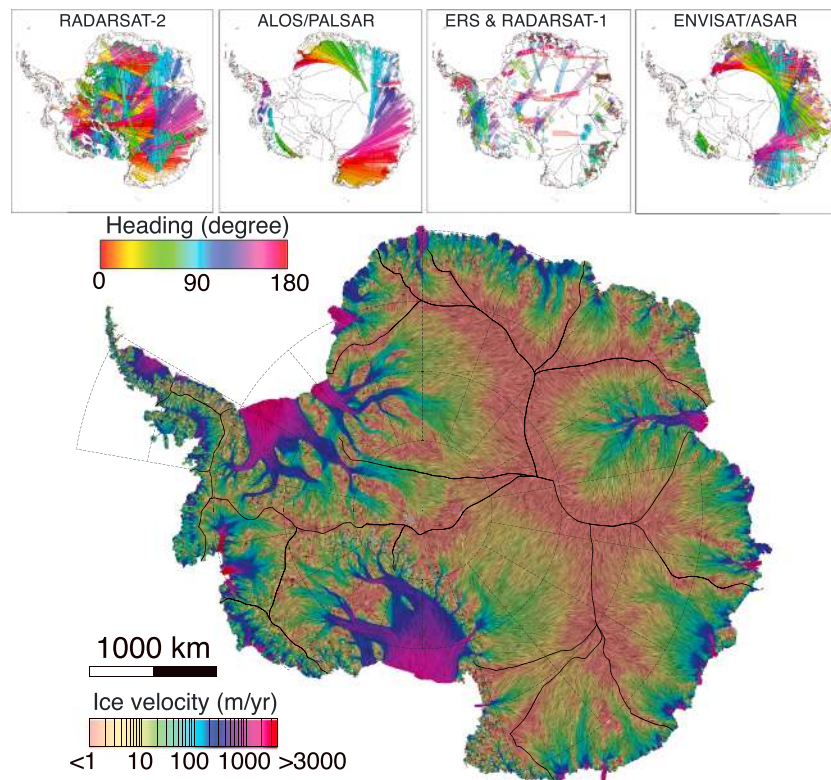 RADARSAT-2
ALOS/PALSAR
ERS & RADARSAT-1
ENVISAT/ASAR
Heading (degree)
0 90 180
1000 km
Ice velocity (m/yr)
<1 10 100 1000 >3000